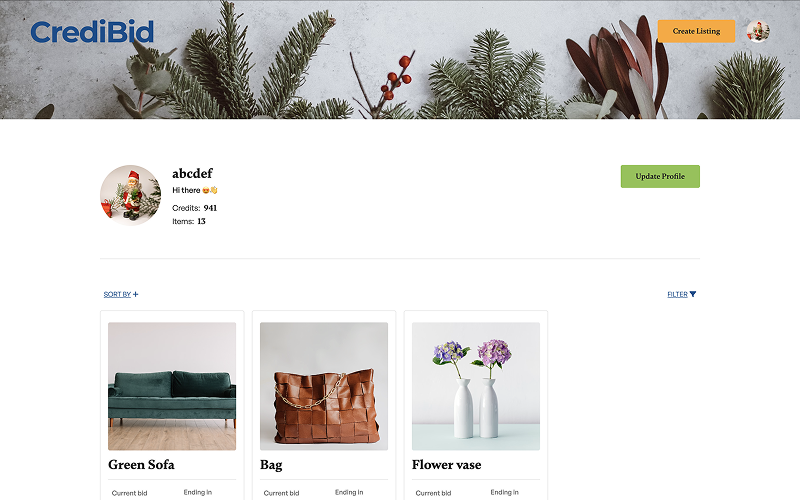 CrediBid
Create Listing
abcdef
Hi there 😍👋
Credits: 941
Items: 13
Update Profile
SORT BY +
FILTER
Green Sofa
Bag
Flower vase
Current bid Ending in
Current bid Ending in
Current bid Ending in